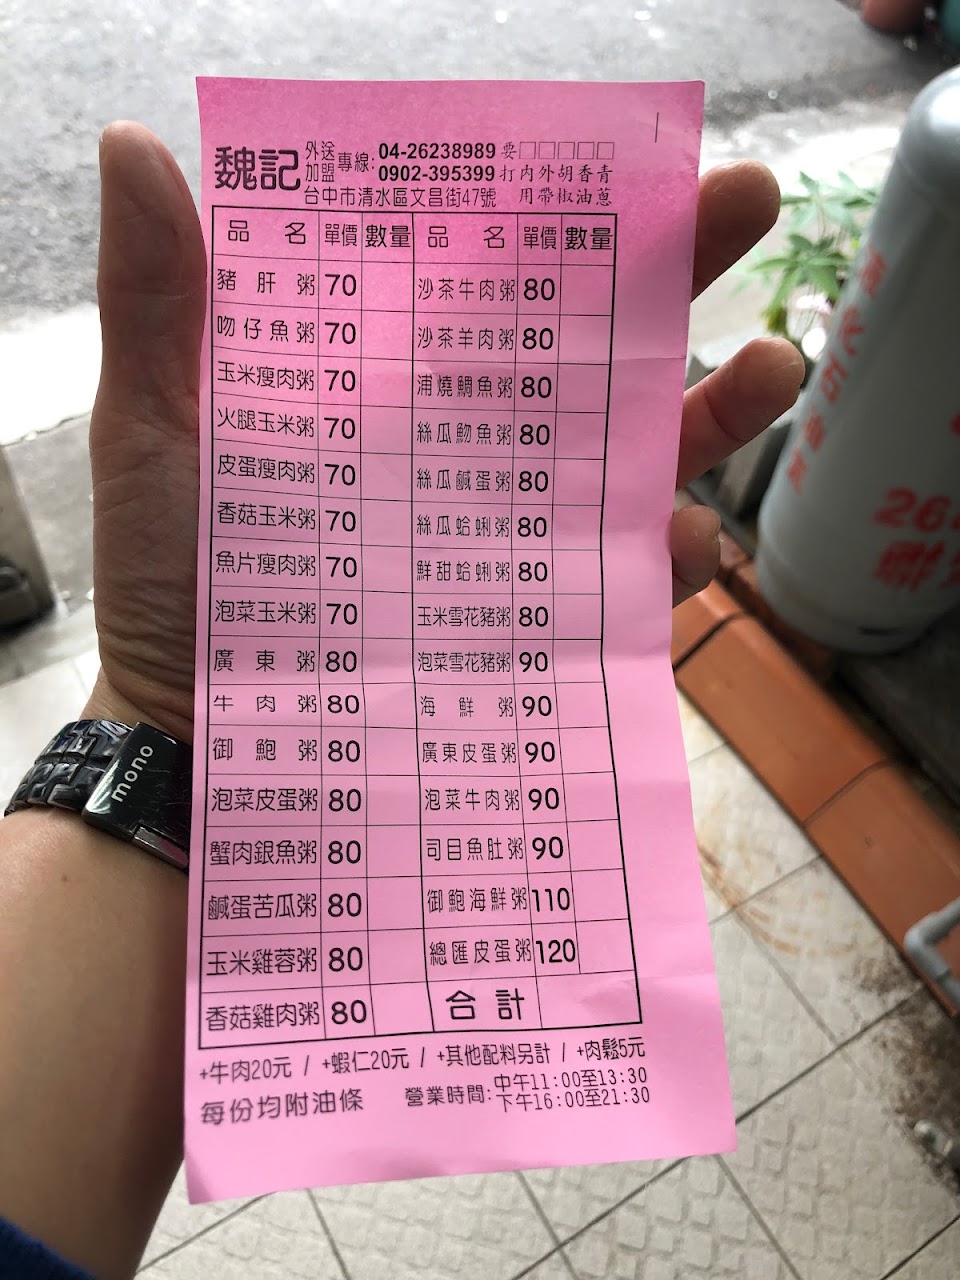 魏記
外送
加盟
專線:
04-26238989
0902-395399
台中市清水區文昌街47號
要□□□□□
打內外胡香青
用帶椒油蔥
品名 單價 數量 品名 單價 數量
豬肝粥 70 沙茶牛肉粥 80
吻仔魚粥 70 沙茶羊肉粥 80
玉米瘦肉粥 70 浦燒鯛魚粥 80
火腿玉米粥 70 絲瓜魩魚粥 80
皮蛋瘦肉粥 70 絲瓜鹹蛋粥 80
香菇玉米粥 70 絲瓜蛤蜊粥 80
魚片瘦肉粥 70 鮮甜蛤蜊粥 80
泡菜玉米粥 70 玉米雪花豬粥 80
廣東粥 80 泡菜雪花豬粥 90
牛肉粥 80 海鮮粥 90
御鮑粥 80 廣東皮蛋粥 90
泡菜皮蛋粥 80 泡菜牛肉粥 90
蟹肉銀魚粥 80 司目魚肚粥 90
鹹蛋苦瓜粥 80 御鮑海鮮粥 110
玉米雞蓉粥 80 總匯皮蛋粥 120
香菇雞肉粥 80 合計
+牛肉20元 / +蝦仁20元 / +其他配料另計 / +肉鬆5元
每份均附油條
營業時間:中午11:00至13:30
下午16:00至21:30
mono
26